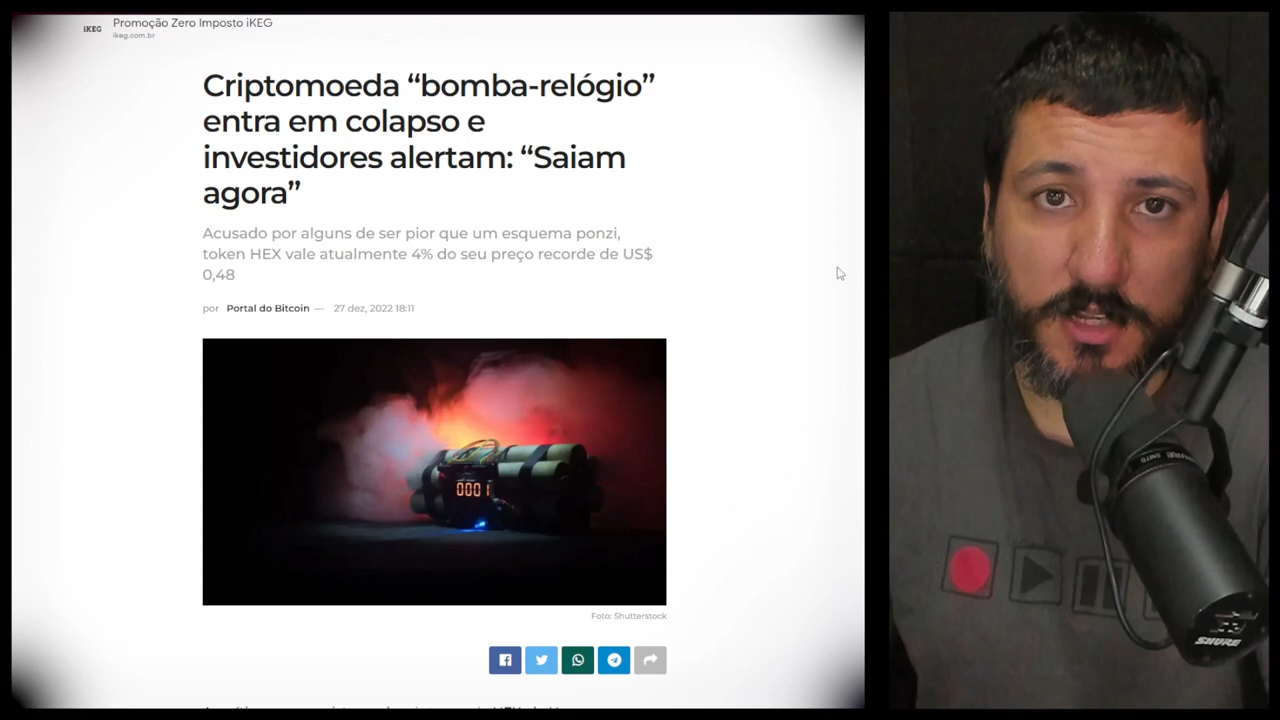 iKEG
Promoção Zero Imposto iKEG
ikeg.com.br
Criptomoeda “bomba-relógio”
entra em colapso e
investidores alertam: “Saiam
agora”
Acusado por alguns de ser pior que um esquema ponzi,
token HEX vale atualmente 4% do seu preço recorde de US$
0,48
por Portal do Bitcoin — 27 dez, 2022 18:11
0001
Foto: Shutterstock
SHURE